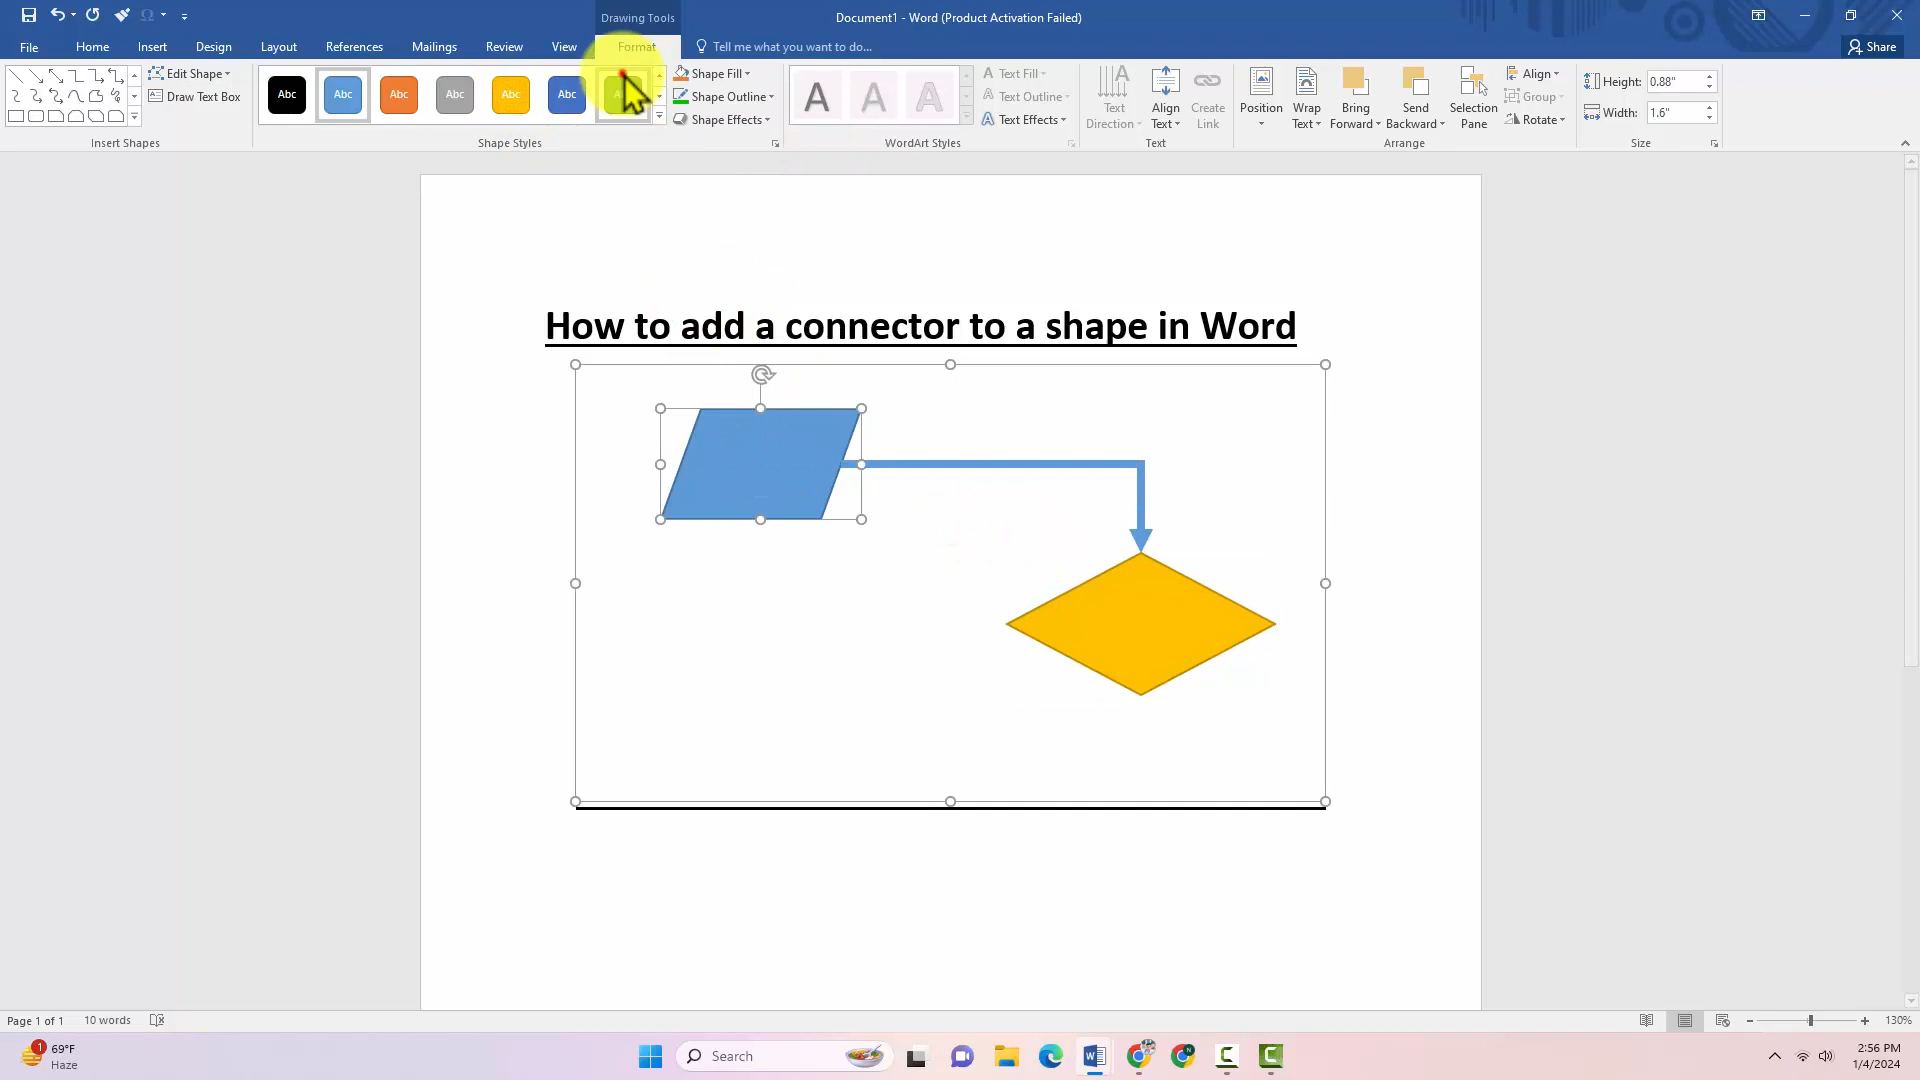 Drawing Tools
Document1 - Word (Product Activation Failed)
File Home Insert Design Layout References Mailings Review View Format Tell me what you want to do... Share
Edit Shape
Draw Text Box
Insert Shapes
Abc Abc Abc Abc Abc Abc
Shape Fill
Shape Outline
Shape Effects
Shape Styles
A A A
WordArt Styles
Text Fill
Text Outline
Text Effects
Text Direction
Align Text
Create Link
Text
Position
Wrap Text
Bring Forward
Send Backward
Selection Pane
Align
Group
Rotate
Arrange
Height: 0.88"
Width: 1.6"
Size
How to add a connector to a shape in Word
Page 1 of 1 10 words
130%
1
69°F
Haze
Search
2:56 PM
1/4/2024